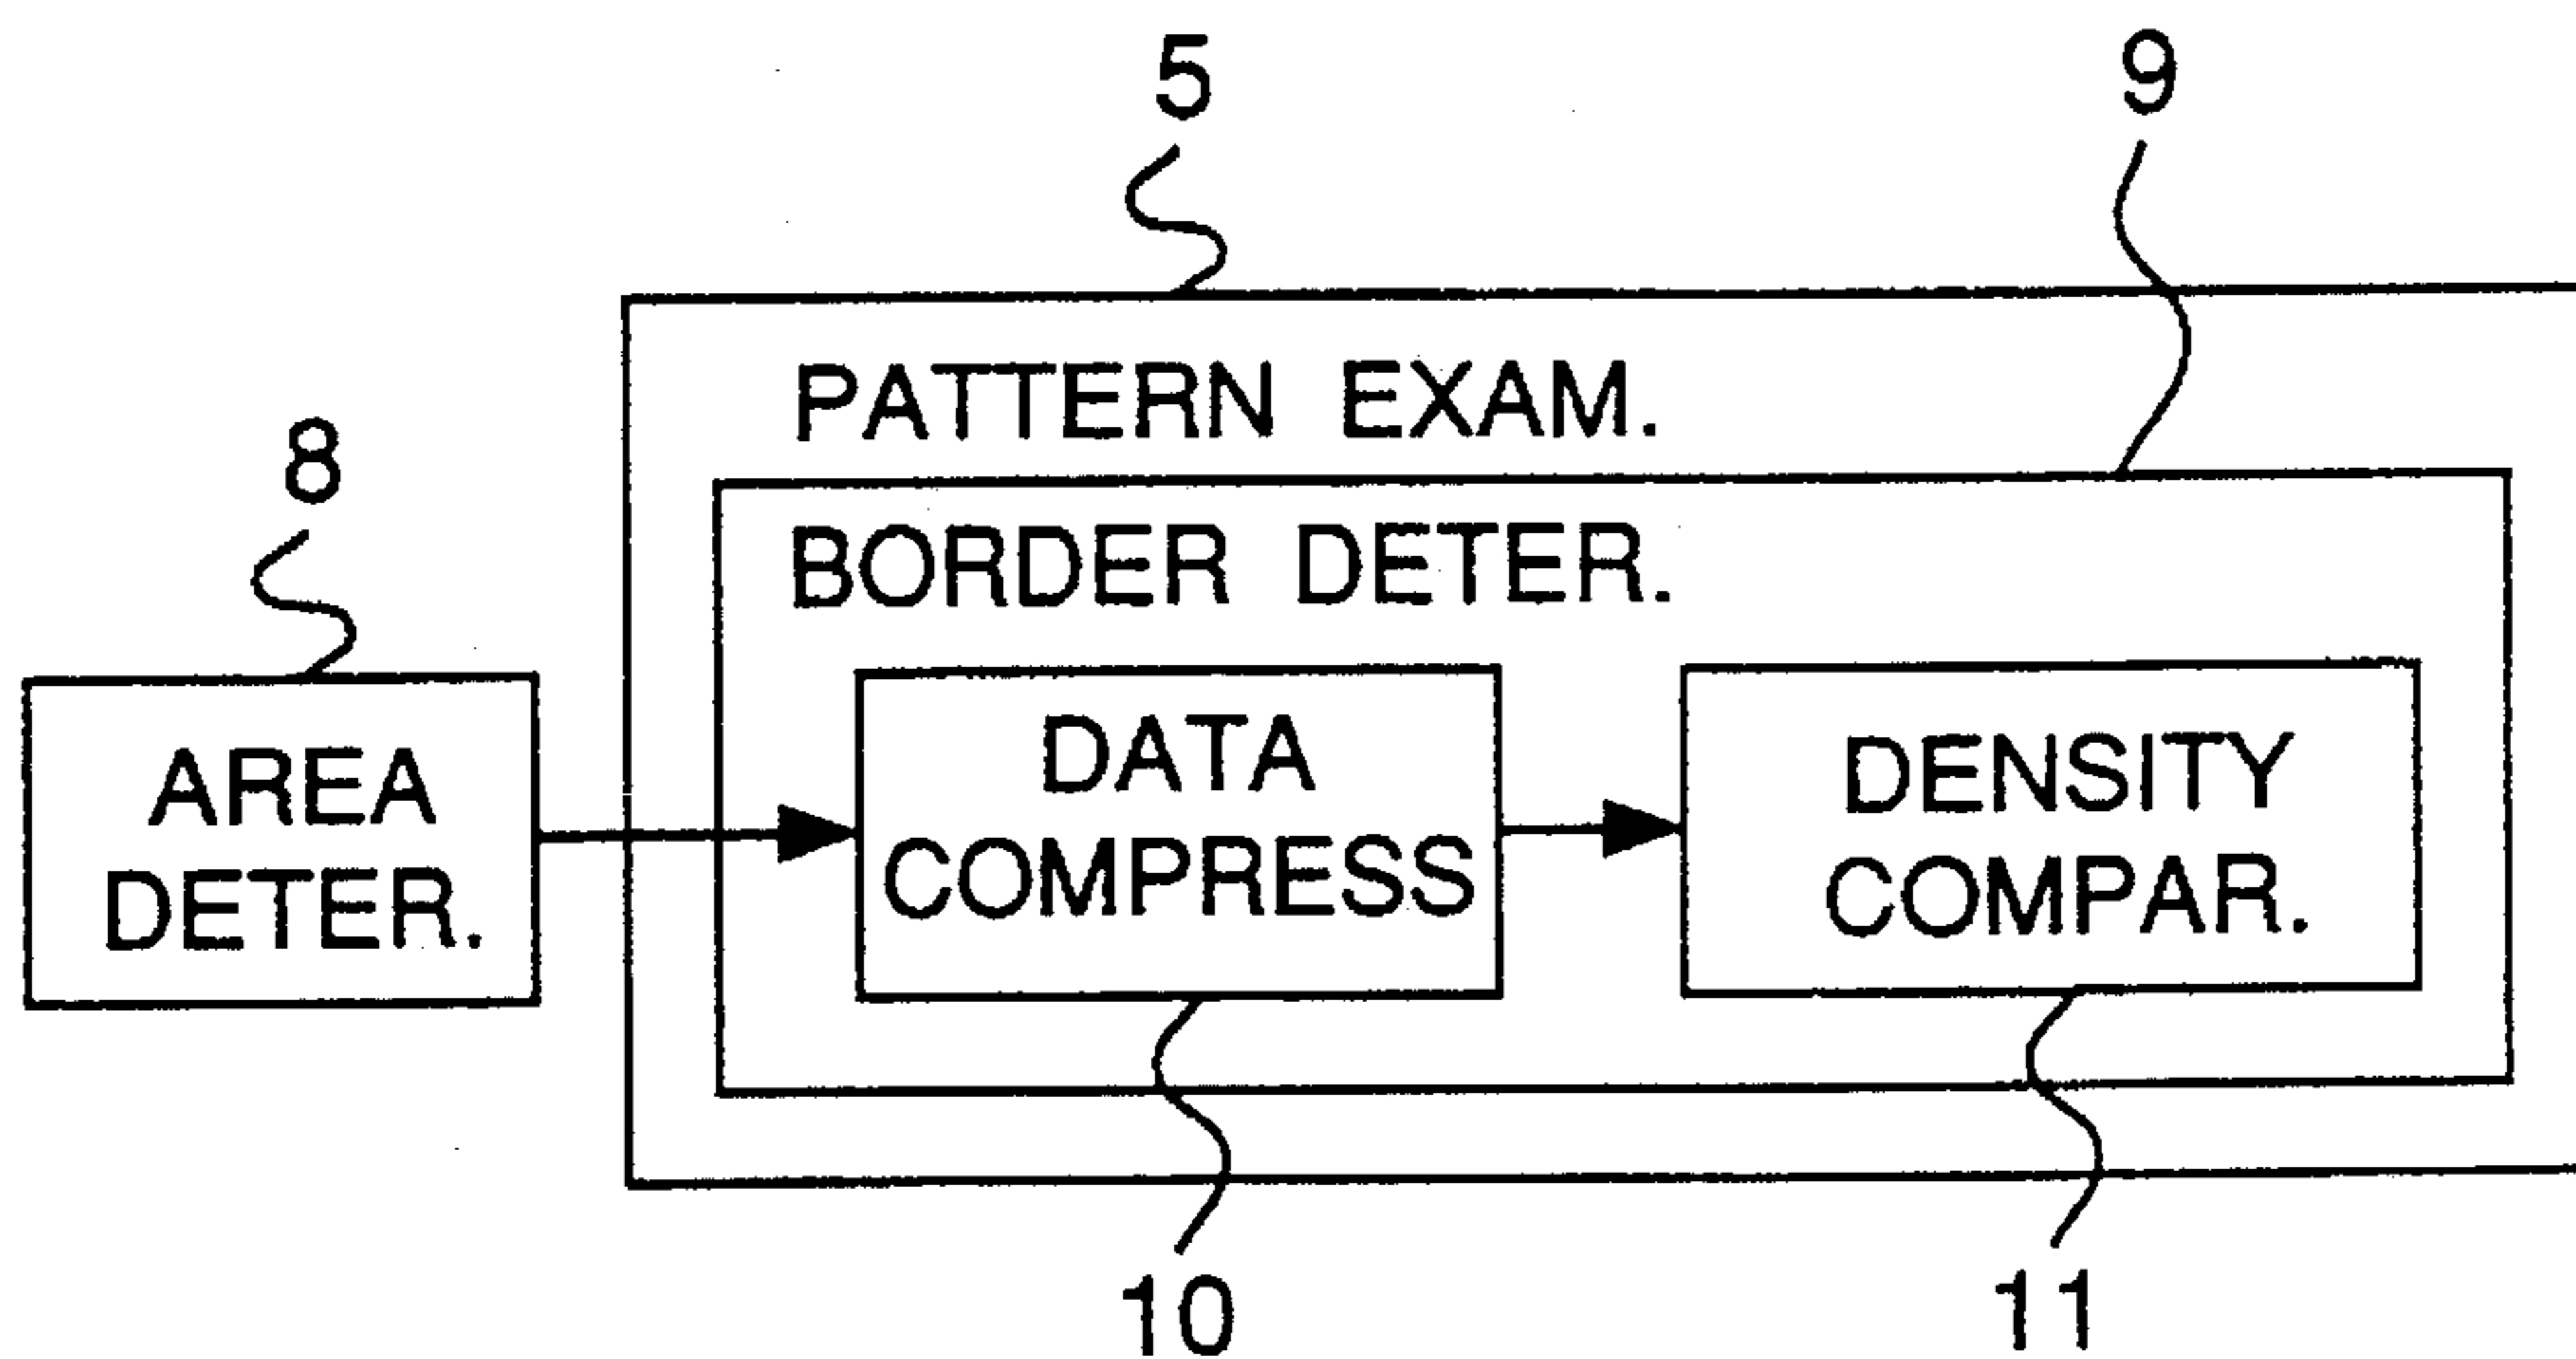 5
9
PATTERN EXAM.
8
BORDER DETER.
AREA
DETER.
DATA
COMPRESS
DENSITY
COMPAR.
10
11